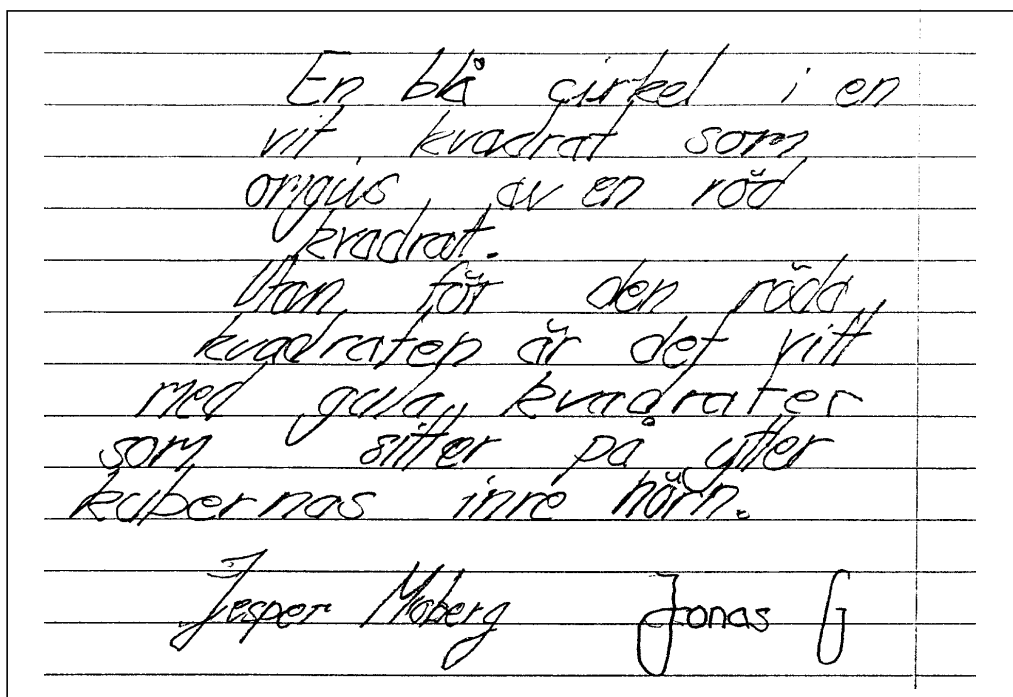 En blå cirkel i en
vit kvadrat som
omgus av en röd
kvadrat.
Utan för den röda
kvadraten är det vitt
med gula kvadrater
som sitter på ytter
kubernas inre hörn.
Jesper Moberg Jonas G